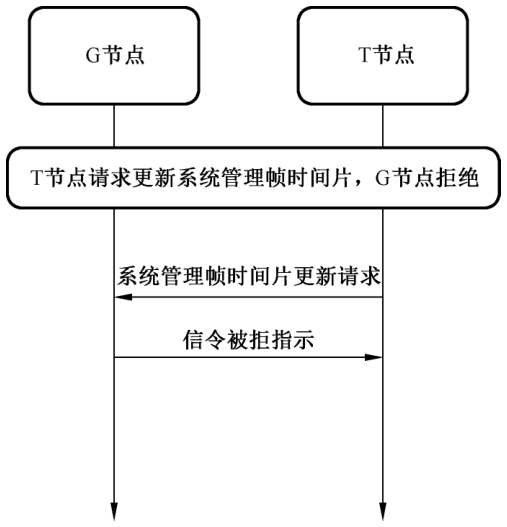 G节点
T节点
T节点请求更新系统管理帧时间片，G节点拒绝
系统管理帧时间片更新请求
信令被拒指示